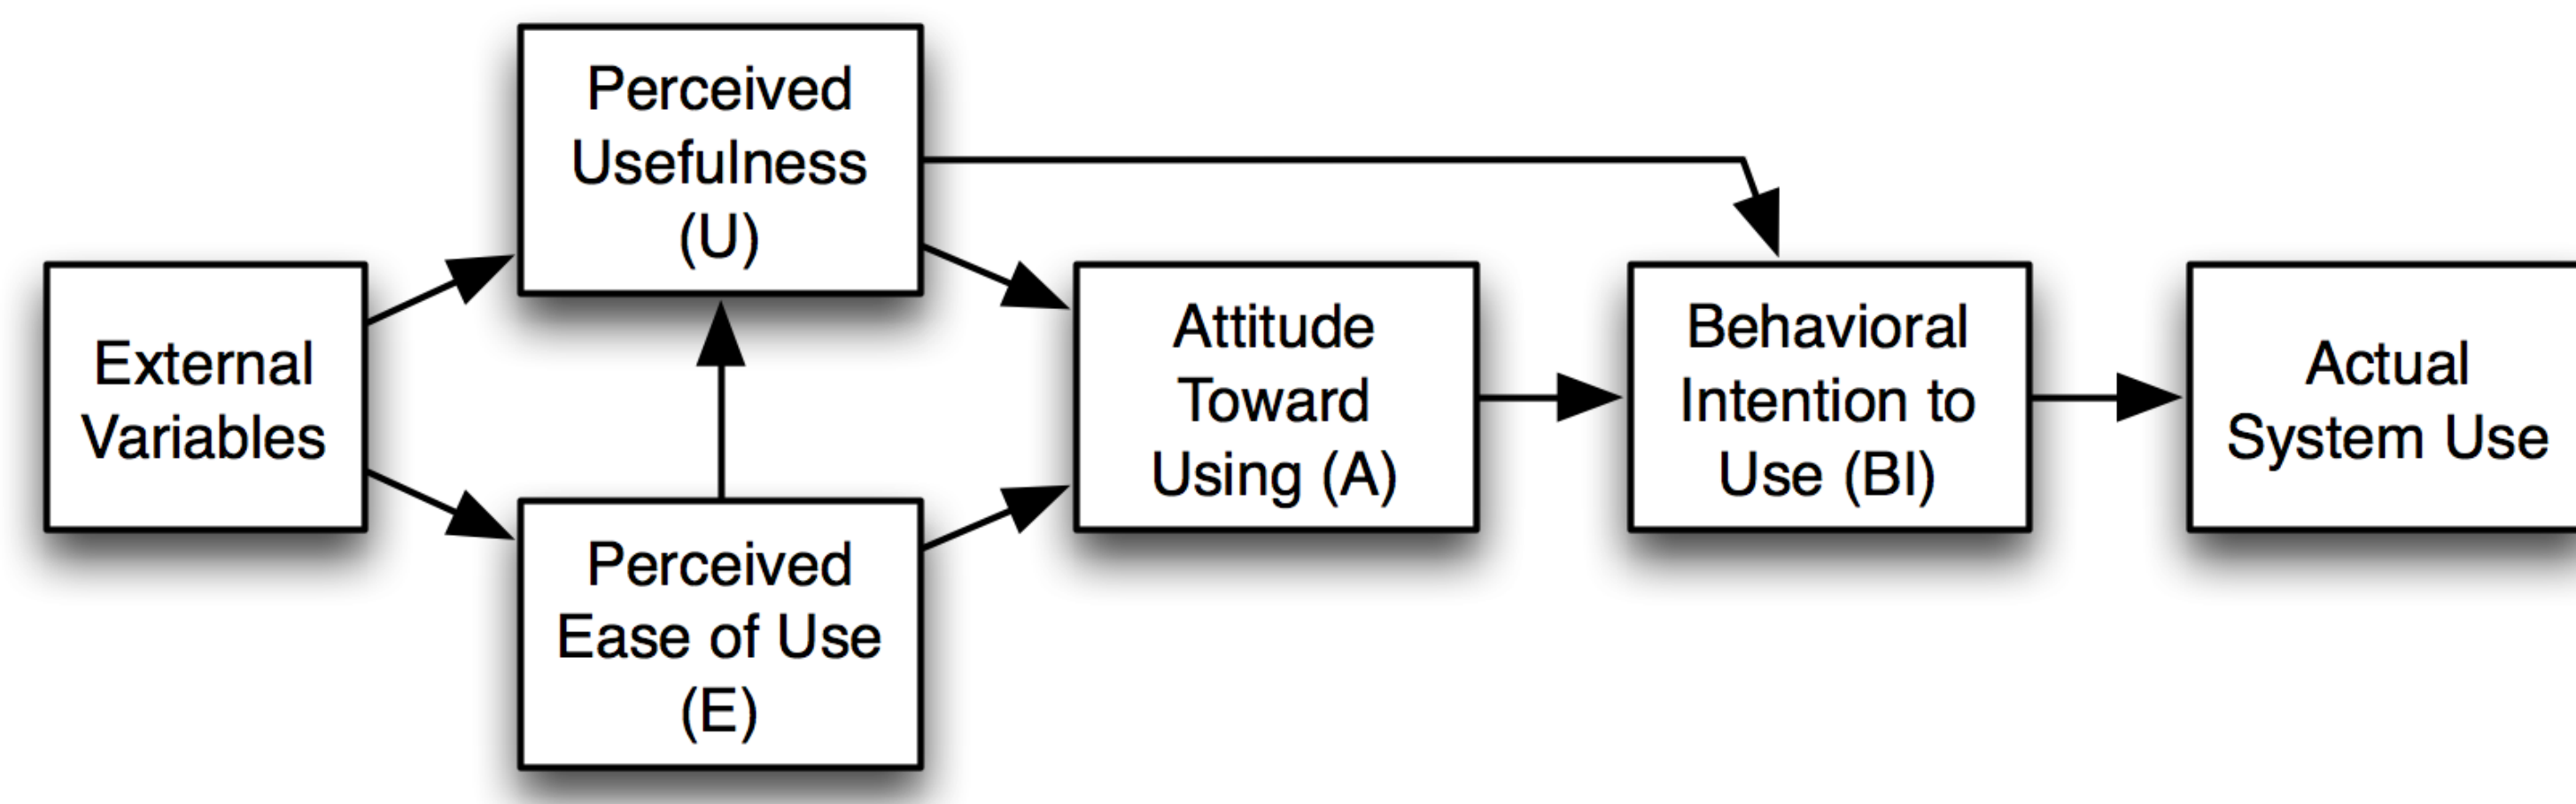 External
Variables
Perceived
Usefulness
(U)
Perceived
Ease of Use
(E)
Attitude
Toward
Using (A)
Behavioral
Intention to
Use (BI)
Actual
System Use